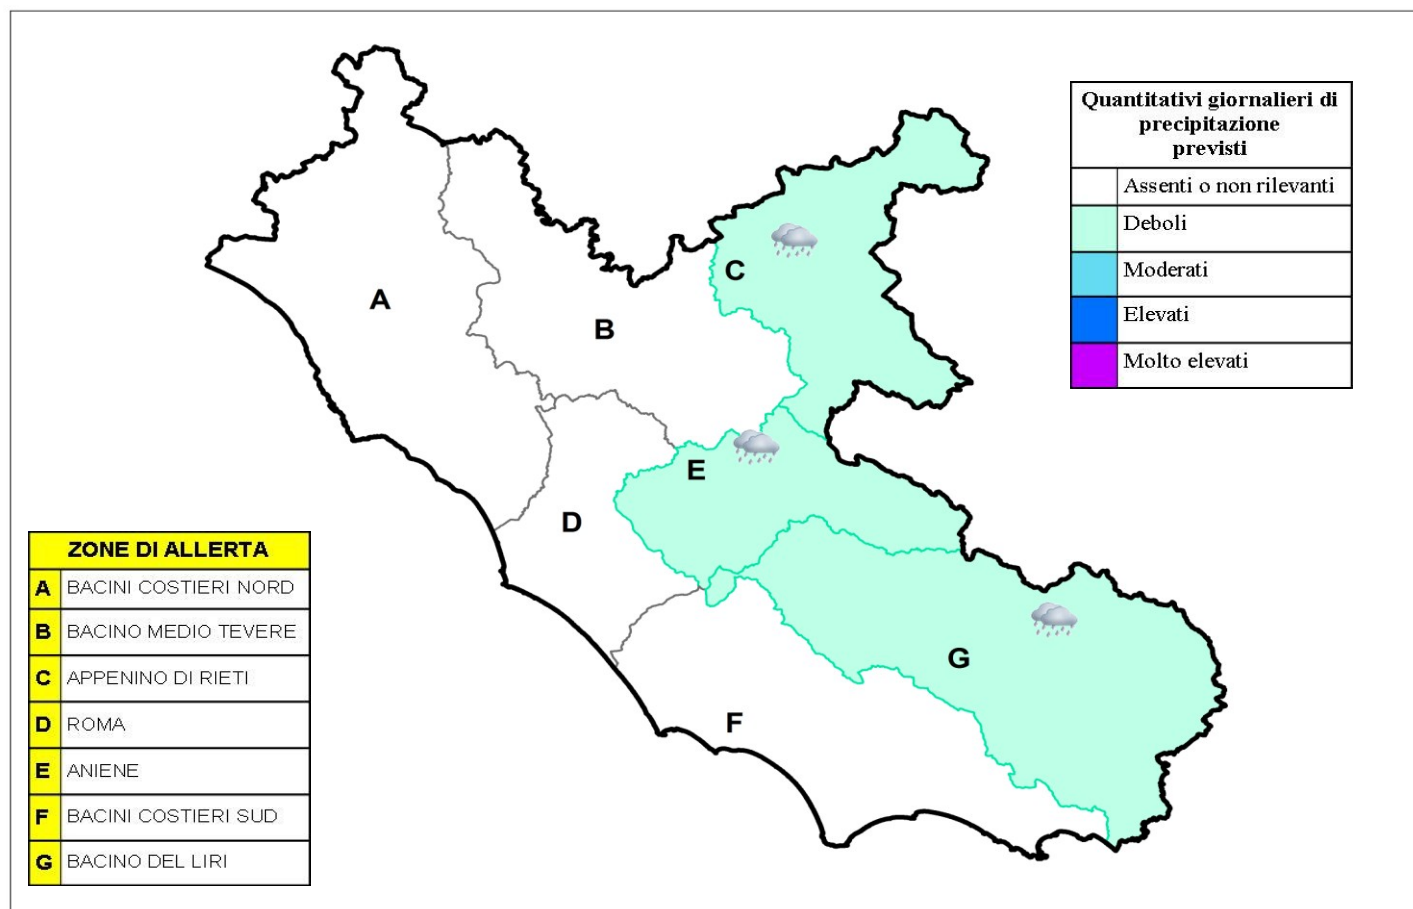 Quantitativi giornalieri di
precipitazione
previsti
Assenti o non rilevanti
Deboli
Moderati
Elevati
Molto elevati
A
B
C
D
E
F
G
ZONE DI ALLERTA
A BACINI COSTIERI NORD
B BACINO MEDIO TEVERE
C APPENINO DI RIETI
D ROMA
E ANIENE
F BACINI COSTIERI SUD
G BACINO DEL LIRI